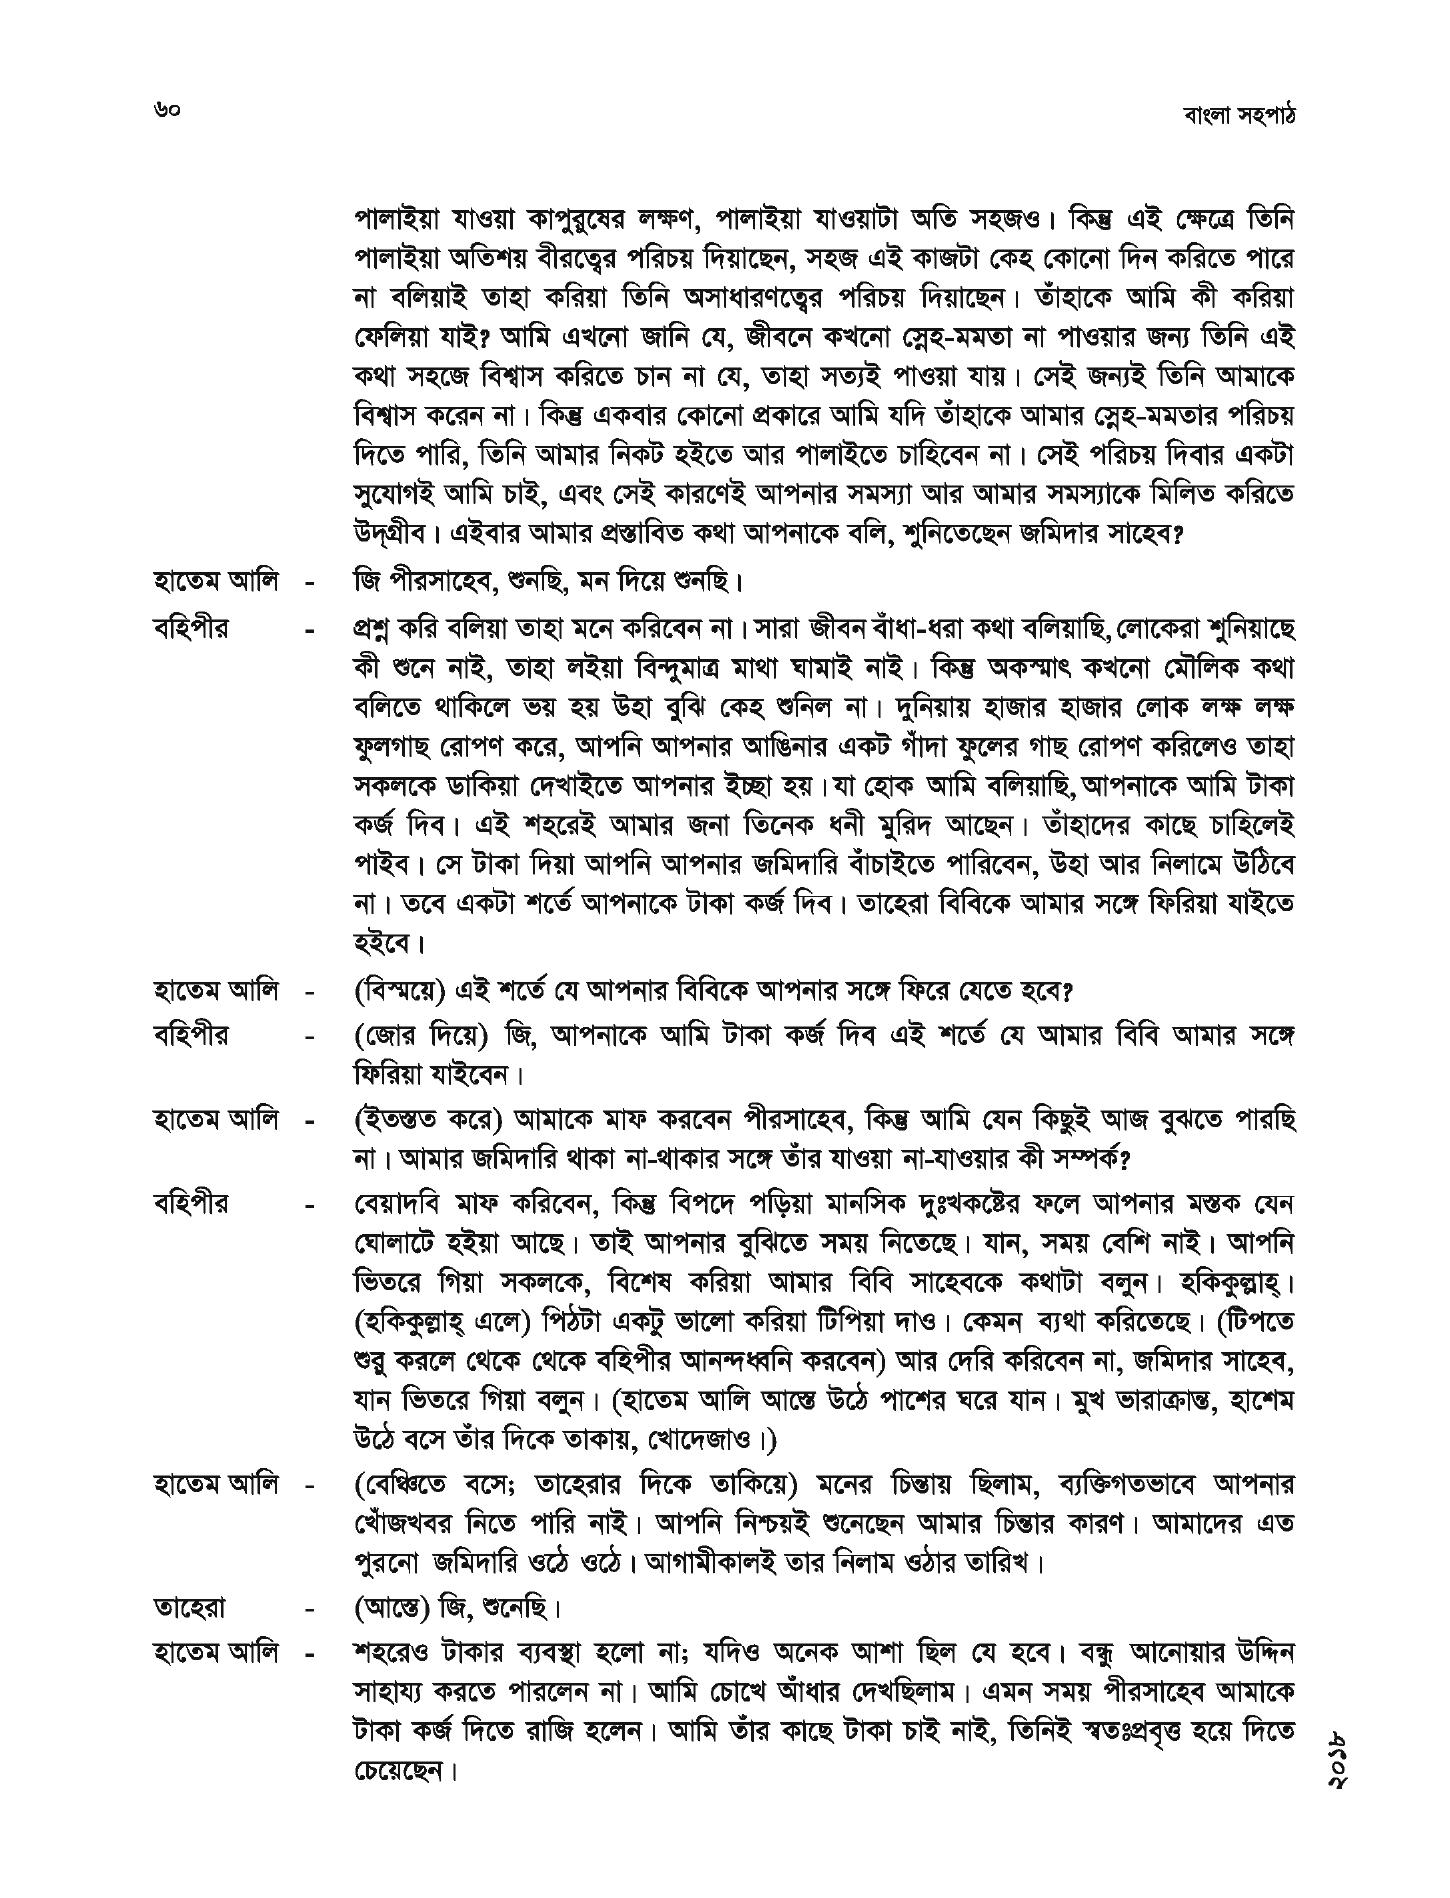 ৬০
বাংলা সহপাঠ
পালাইয়া যাওয়া কাপুরুষের লক্ষণ, পালাইয়া যাওয়াটা অতি সহজও। কিন্তু এই ক্ষেত্রে তিনি
পালাইয়া অতিশয় বীরত্বের পরিচয় দিয়াছেন, সহজ এই কাজটা কেহ কোনো দিন করিতে পারে
না বলিয়াই তাহা করিয়া তিনি অসাধারণত্বের পরিচয় দিয়াছেন। তাঁহাকে আমি কী করিয়া
ফেলিয়া যাই? আমি এখনো জানি যে, জীবনে কখনো স্নেহ-মমতা না পাওয়ার জন্য তিনি এই
কথা সহজে বিশ্বাস করিতে চান না যে, তাহা সত্যই পাওয়া যায়। সেই জন্যই তিনি আমাকে
বিশ্বাস করেন না। কিন্তু একবার কোনো প্রকারে আমি যদি তাঁহাকে আমার স্নেহ-মমতার পরিচয়
দিতে পারি, তিনি আমার নিকট হইতে আর পালাইতে চাহিবেন না। সেই পরিচয় দিবার একটা
সুযোগই আমি চাই, এবং সেই কারণেই আপনার সমস্যা আর আমার সমস্যাকে মিলিত করিতে
উদ্‌গ্রীব। এইবার আমার প্রস্তাবিত কথা আপনাকে বলি, শুনিতেছেন জমিদার সাহেব?
হাতেম আলি - জি পীরসাহেব, শুনছি, মন দিয়ে শুনছি।
বহিপীর - প্রশ্ন করি বলিয়া তাহা মনে করিবেন না। সারা জীবন বাঁধা-ধরা কথা বলিয়াছি, লোকেরা শুনিয়াছে
কী শুনে নাই, তাহা লইয়া বিন্দুমাত্র মাথা ঘামাই নাই। কিন্তু অকস্মাৎ কখনো মৌলিক কথা
বলিতে থাকিলে ভয় হয় উহা বুঝি কেহ শুনিল না। দুনিয়ায় হাজার হাজার লোক লক্ষ লক্ষ
ফুলগাছ রোপণ করে, আপনি আপনার আঙিনার একট গাঁদা ফুলের গাছ রোপণ করিলেও তাহা
সকলকে ডাকিয়া দেখাইতে আপনার ইচ্ছা হয়। যা হোক আমি বলিয়াছি, আপনাকে আমি টাকা
কর্জ দিব। এই শহরেই আমার জনা তিনেক ধনী মুরিদ আছেন। তাঁহাদের কাছে চাহিলেই
পাইব। সে টাকা দিয়া আপনি আপনার জমিদারি বাঁচাইতে পারিবেন, উহা আর নিলামে উঠিবে
না। তবে একটা শর্তে আপনাকে টাকা কর্জ দিব। তাহেরা বিবিকে আমার সঙ্গে ফিরিয়া যাইতে
হইবে।
হাতেম আলি - (বিস্ময়ে) এই শর্তে যে আপনার বিবিকে আপনার সঙ্গে ফিরে যেতে হবে?
বহিপীর - (জোর দিয়ে) জি, আপনাকে আমি টাকা কর্জ দিব এই শর্তে যে আমার বিবি আমার সঙ্গে
ফিরিয়া যাইবেন।
হাতেম আলি - (ইতস্তত করে) আমাকে মাফ করবেন পীরসাহেব, কিন্তু আমি যেন কিছুই আজ বুঝতে পারছি
না। আমার জমিদারি থাকা না-থাকার সঙ্গে তাঁর যাওয়া না-যাওয়ার কী সম্পর্ক?
বহিপীর - বেয়াদবি মাফ করিবেন, কিন্তু বিপদে পড়িয়া মানসিক দুঃখকষ্টের ফলে আপনার মস্তক যেন
ঘোলাটে হইয়া আছে। তাই আপনার বুঝিতে সময় নিতেছে। যান, সময় বেশি নাই। আপনি
ভিতরে গিয়া সকলকে, বিশেষ করিয়া আমার বিবি সাহেবকে কথাটা বলুন। হকিকুল্লাহ্‌।
(হকিকুল্লাহ্‌ এলে) পিঠটা একটু ভালো করিয়া টিপিয়া দাও। কেমন ব্যথা করিতেছে। (টিপতে
শুরু করলে থেকে থেকে বহিপীর আনন্দধ্বনি করবেন) আর দেরি করিবেন না, জমিদার সাহেব,
যান ভিতরে গিয়া বলুন। (হাতেম আলি আস্তে উঠে পাশের ঘরে যান। মুখ ভারাক্রান্ত, হাশেম
উঠে বসে তাঁর দিকে তাকায়, খোদেজাও।)
হাতেম আলি - (বেঞ্চিতে বসে; তাহেরার দিকে তাকিয়ে) মনের চিন্তায় ছিলাম, ব্যক্তিগতভাবে আপনার
খোঁজখবর নিতে পারি নাই। আপনি নিশ্চয়ই শুনেছেন আমার চিন্তার কারণ। আমাদের এত
পুরনো জমিদারি ওঠে ওঠে। আগামীকালই তার নিলাম ওঠার তারিখ।
তাহেরা - (আস্তে) জি, শুনেছি।
হাতেম আলি - শহরেও টাকার ব্যবস্থা হলো না; যদিও অনেক আশা ছিল যে হবে। বন্ধু আনোয়ার উদ্দিন
সাহায্য করতে পারলেন না। আমি চোখে আঁধার দেখছিলাম। এমন সময় পীরসাহেব আমাকে
টাকা কর্জ দিতে রাজি হলেন। আমি তাঁর কাছে টাকা চাই নাই, তিনিই স্বতঃপ্রবৃত্ত হয়ে দিতে
চেয়েছেন।
২০১৮